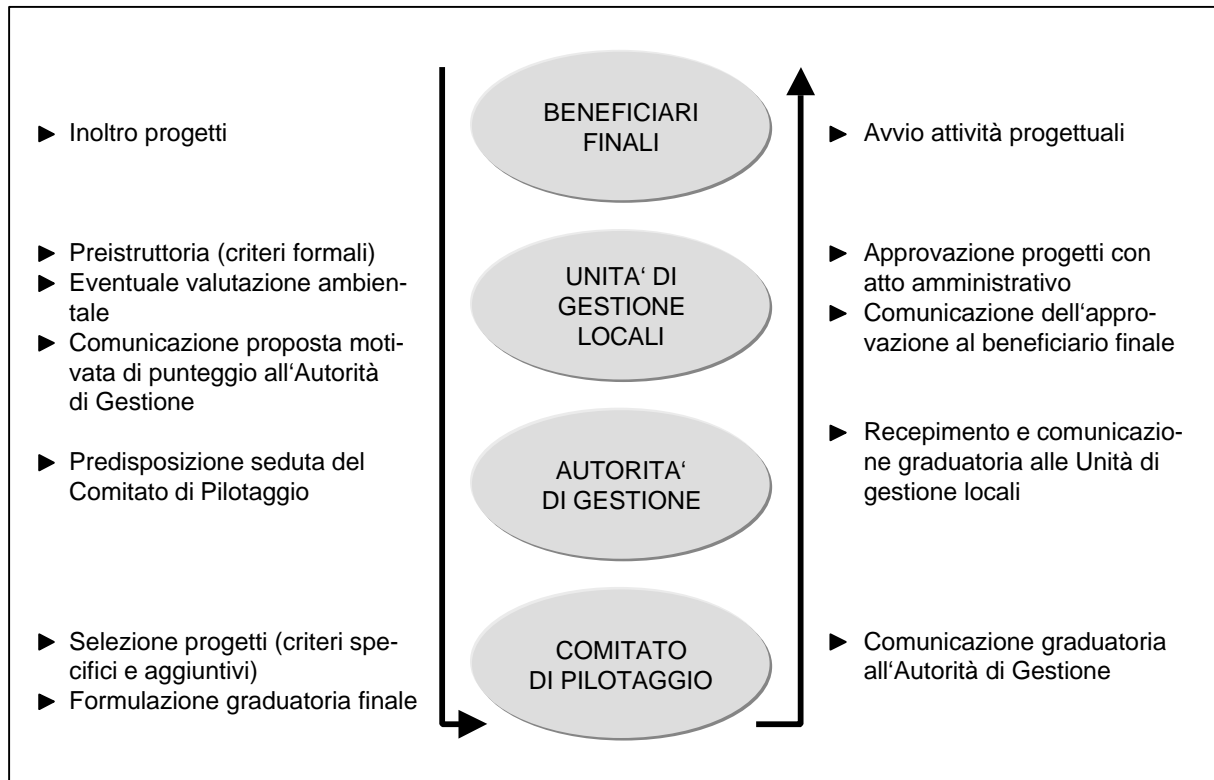 BENEFICIARI
FINALI
► Inoltro progetti
► Avvio attività progettuali
► Preistruttoria (criteri formali)
► Eventuale valutazione ambien-
tale
► Comunicazione proposta moti-
vata di punteggio all‘Autorità
di Gestione
UNITA‘ DI
GESTIONE
LOCALI
► Approvazione progetti con
atto amministrativo
► Comunicazione dell‘appro-
vazione al beneficiario finale
► Predisposizione seduta del
Comitato di Pilotaggio
AUTORITA‘
DI GESTIONE
► Recepimento e comunicazio-
ne graduatoria alle Unità di
gestione locali
► Selezione progetti (criteri spe-
cifici e aggiuntivi)
► Formulazione graduatoria finale
COMITATO
DI PILOTAGGIO
► Comunicazione graduatoria
all‘Autorità di Gestione